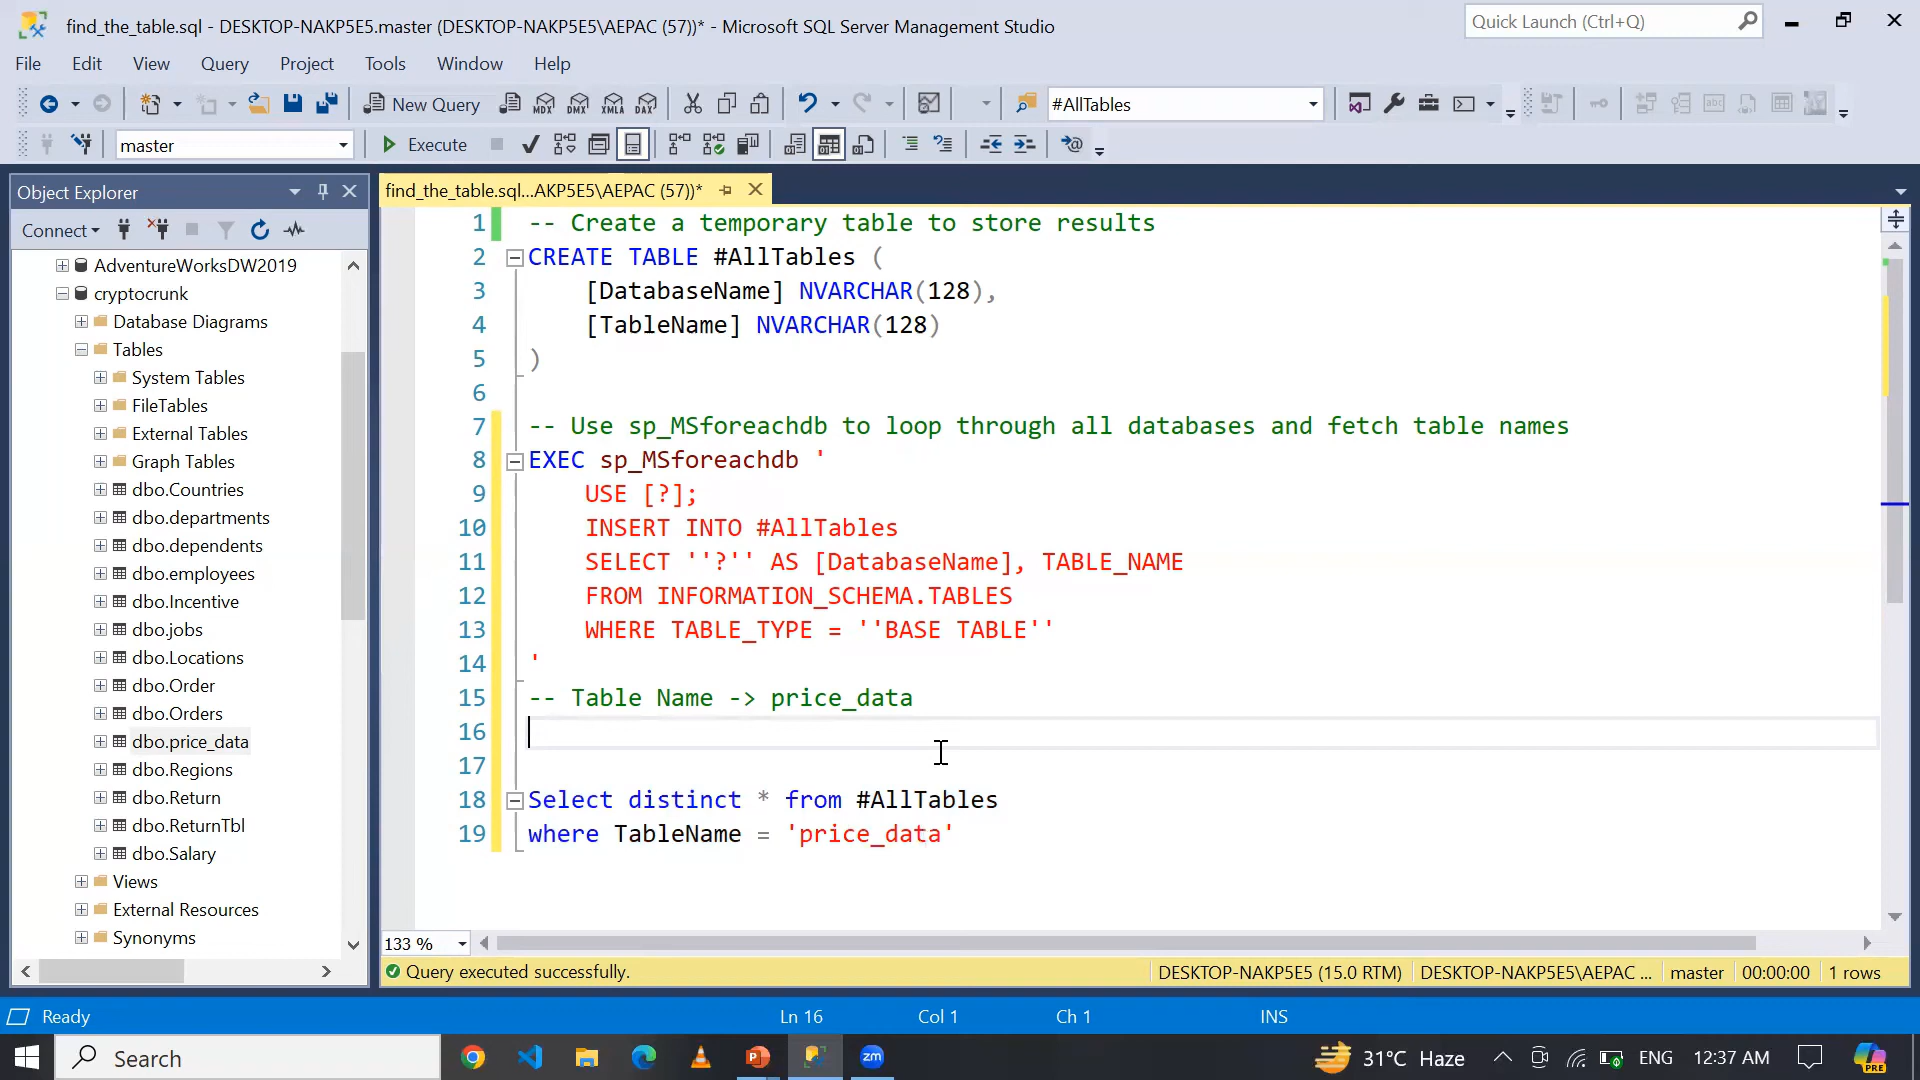 find_the_table.sql - DESKTOP-NAKP5E5.master (DESKTOP-NAKP5E5\AEPAC (57))* - Microsoft SQL Server Management Studio
Quick Launch (Ctrl+Q)
File Edit View Query Project Tools Window Help
New Query
MDX DMX XMLA DAX
#AllTables
master
Execute
Object Explorer
find_the_table.sql...AKP5E5\AEPAC (57))*
Connect
AdventureWorksDW2019
cryptocrunk
Database Diagrams
Tables
System Tables
FileTables
External Tables
Graph Tables
dbo.Countries
dbo.departments
dbo.dependents
dbo.employees
dbo.Incentive
dbo.jobs
dbo.Locations
dbo.Order
dbo.Orders
dbo.price_data
dbo.Regions
dbo.Return
dbo.ReturnTbl
dbo.Salary
Views
External Resources
Synonyms
1 -- Create a temporary table to store results
2 CREATE TABLE #AllTables (
3 [DatabaseName] NVARCHAR(128),
4 [TableName] NVARCHAR(128)
5 )
6
7 -- Use sp_MSforeachdb to loop through all databases and fetch table names
8 EXEC sp_MSforeachdb '
9 USE [?];
10 INSERT INTO #AllTables
11 SELECT ''?'' AS [DatabaseName], TABLE_NAME
12 FROM INFORMATION_SCHEMA.TABLES
13 WHERE TABLE_TYPE = ''BASE TABLE''
14 '
15 -- Table Name -> price_data
16
17
18 Select distinct * from #AllTables
19 where TableName = 'price_data'
133 %
Query executed successfully.
DESKTOP-NAKP5E5 (15.0 RTM) DESKTOP-NAKP5E5\AEPAC ... master 00:00:00 1 rows
Ready
Ln 16 Col 1 Ch 1 INS
Search
zm
31°C Haze
ENG 12:37 AM
PRE